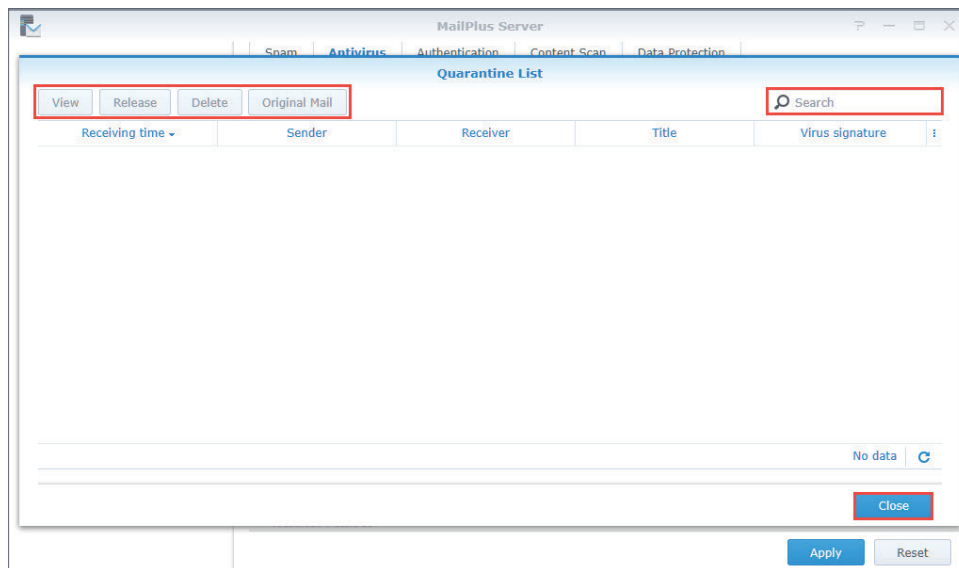 MailPlus Server
Spam Antivirus Authentication Content Scan Data Protection
Quarantine List
View Release Delete Original Mail Search
Receiving time Sender Receiver Title Virus signature
No data
Close
Apply Reset